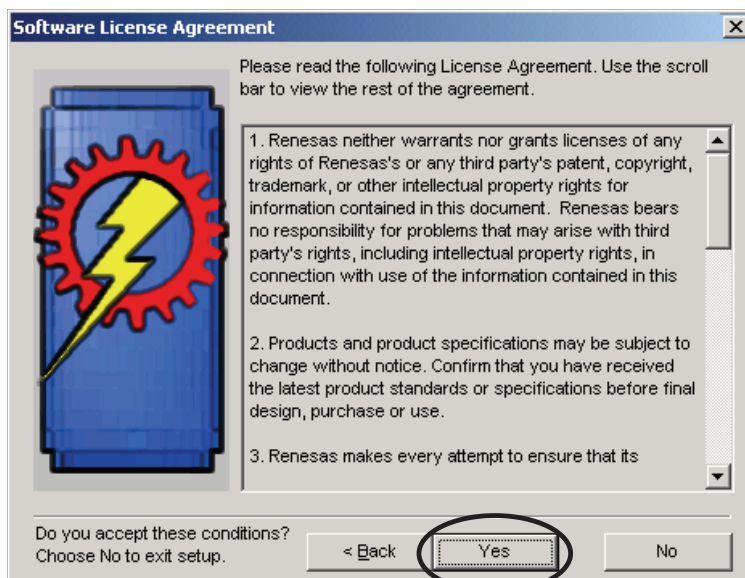 Software License Agreement
Please read the following License Agreement. Use the scroll
bar to view the rest of the agreement.
1. Renesas neither warrants nor grants licenses of any
rights of Renesas's or any third party's patent, copyright,
trademark, or other intellectual property rights for
information contained in this document.  Renesas bears
no responsibility for problems that may arise with third
party's rights, including intellectual property rights, in
connection with use of the information contained in this
document.
2. Products and product specifications may be subject to
change without notice. Confirm that you have received
the latest product standards or specifications before final
design, purchase or use.
3. Renesas makes every attempt to ensure that its
Do you accept these conditions?
Choose No to exit setup.
< Back
Yes
No